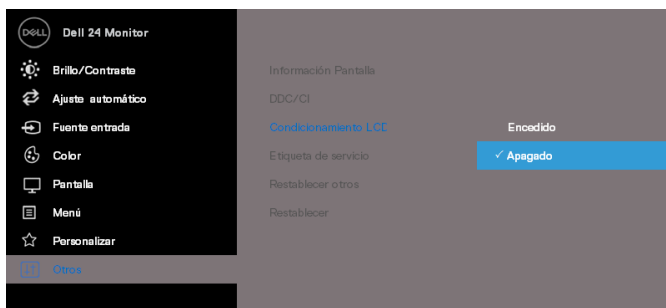 DELL Dell 24 Monitor
Brillo/Contraste
Ajuste automático
Fuente entrada
Color
Pantalla
Menú
Personalizar
Otros
Información Pantalla
DDC/CI
Condicionamiento LCD
Etiqueta de servicio
Restablecer otros
Restablecer
Encedido
✓ Apagado